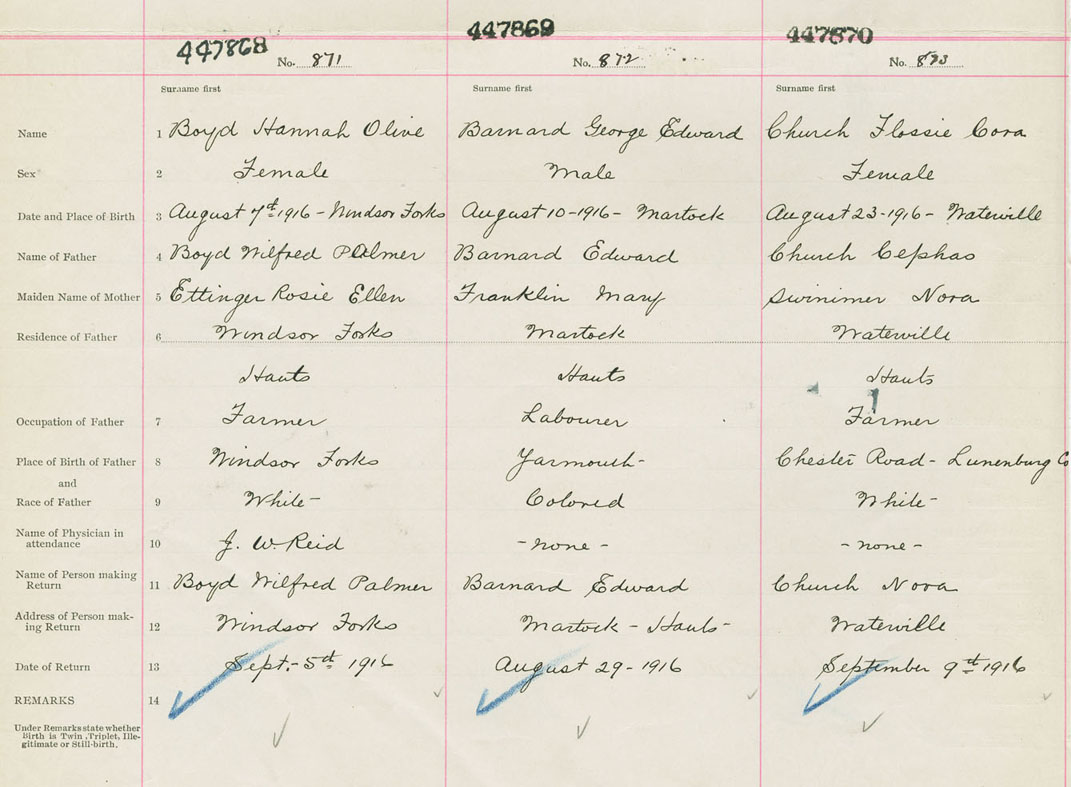 447868 447869 447870
No. 871 No. 872 No. 873
Surname first Surname first Surname first
Name 1 Boyd Hannah Olive Barnard George Edward Church Flossie Cora
Sex 2 Female Male Female
Date and Place of Birth 3 August 7th 1916 - Windsor Forks August 10 - 1916 - Martock August 23 - 1916 - Waterville
Name of Father 4 Boyd Wilfred Palmer Barnard Edward Church Cephas
Maiden Name of Mother 5 Ettinger Rosie Ellen Franklin Mary Swinimer Nora
Residence of Father 6 Windsor Forks Martock Waterville
Hants Hants Hants
Occupation of Father 7 Farmer Labourer Farmer
Place of Birth of Father 8 Windsor Forks Yarmouth - Chester Road - Lunenburg Co
and
Race of Father 9 White - Colored White -
Name of Physician in
attendance 10 J. W. Reid - none - - none -
Name of Person making
Return 11 Boyd Wilfred Palmer Barnard Edward Church Nora
Address of Person mak-
ing Return 12 Windsor Forks Martock - Hants - Waterville
Date of Return 13 Sept. - 5th 1916 August 29 - 1916 September 9th 1916
REMARKS 14
Under Remarks state whether
Birth is Twin, Triplet, Ille-
gitimate or Still-birth.